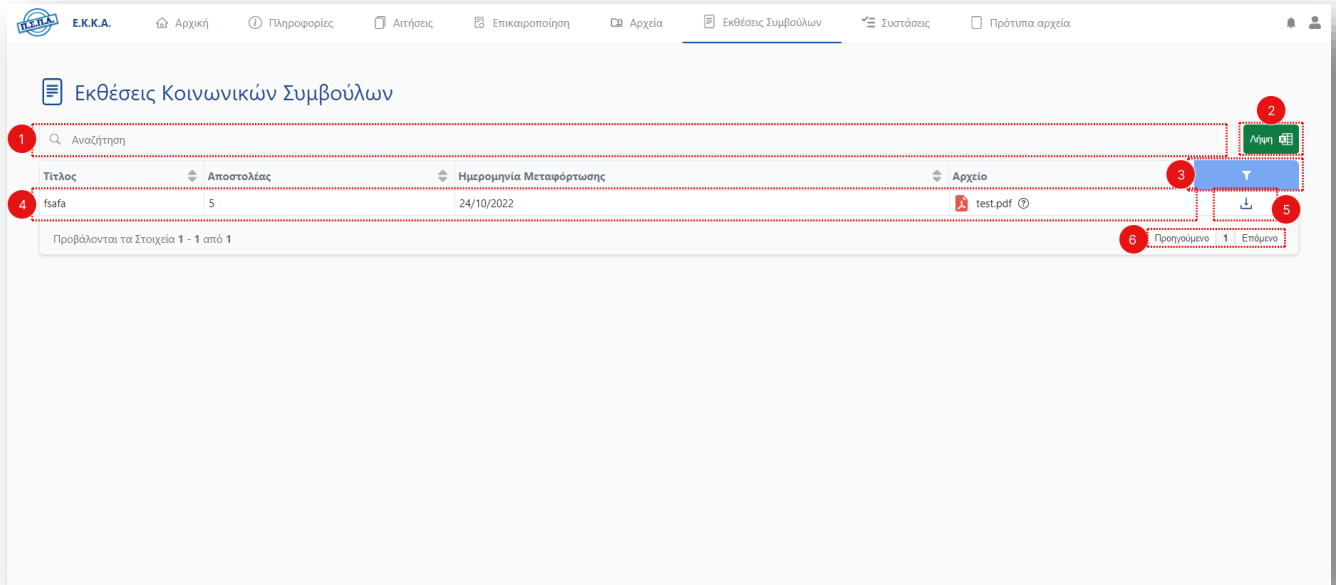 Π.Ε.Π.Α. Ε.Κ.Κ.Α. Αρχική Πληροφορίες Αιτήσεις Επικαιροποίηση Αρχεία Εκθέσεις Συμβούλων Συστάσεις Πρότυπα αρχεία
Εκθέσεις Κοινωνικών Συμβούλων
2
1 Αναζήτηση Λήψη
Τίτλος Αποστολέας Ημερομηνία Μεταφόρτωσης Αρχείο 3
4 fsafa 5 24/10/2022 test.pdf 5
Προβάλονται τα Στοιχεία 1 - 1 από 1 6 Προηγούμενο 1 Επόμενο